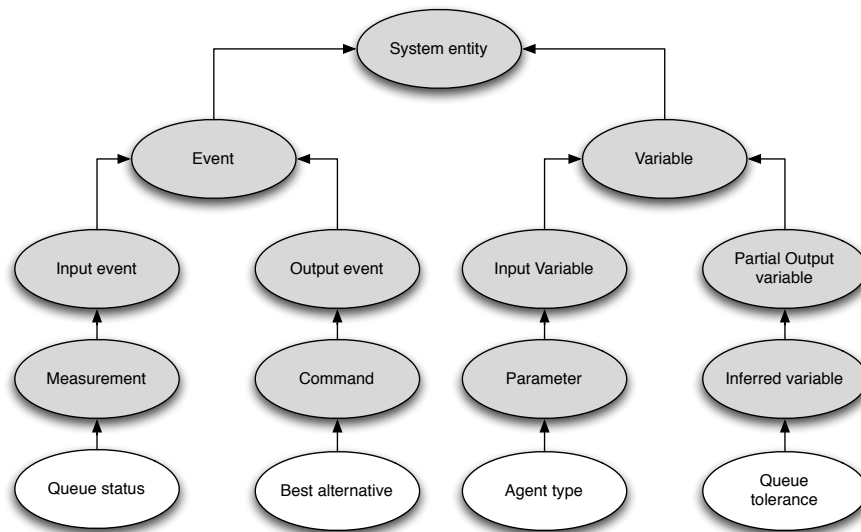 System entity
Event
Variable
Input event
Output event
Input Variable
Partial Output
variable
Measurement
Command
Parameter
Inferred variable
Queue status
Best alternative
Agent type
Queue
tolerance